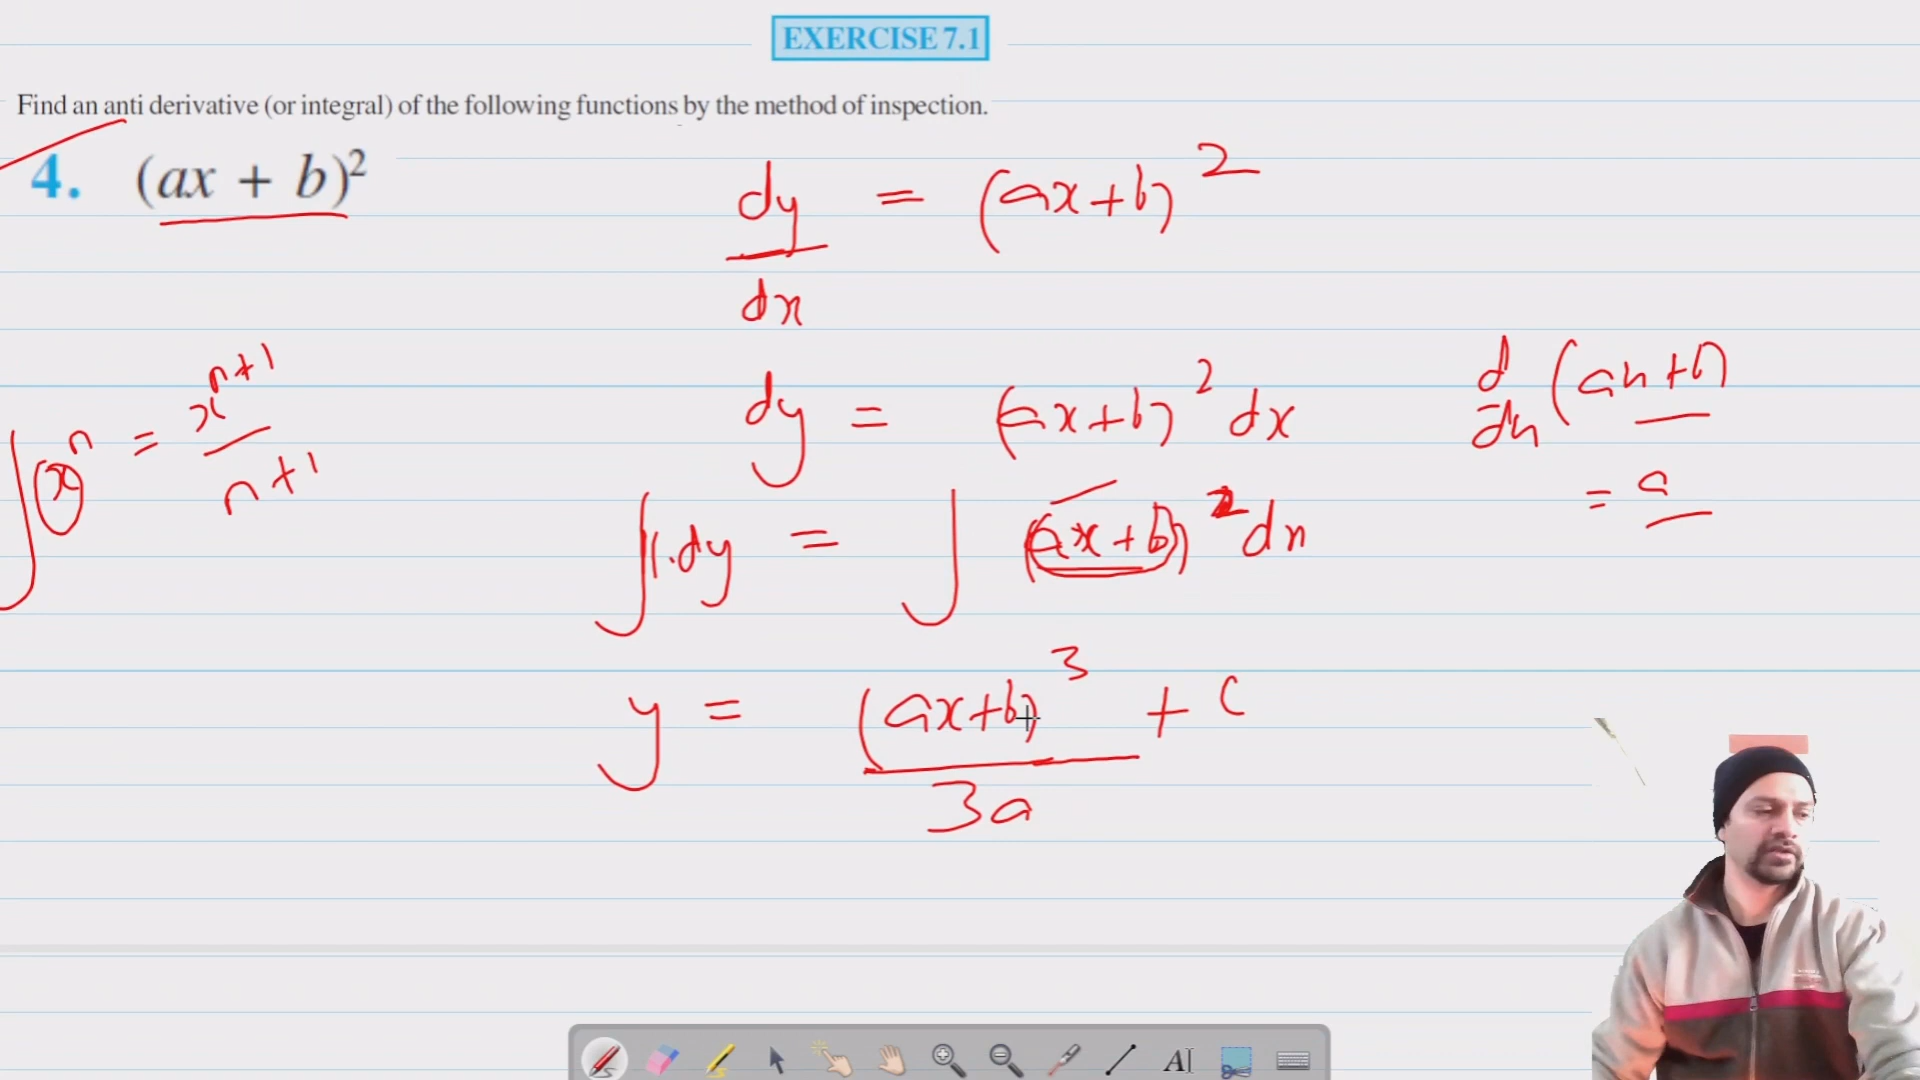 EXERCISE 7.1
Find an anti derivative (or integral) of the following functions by the method of inspection.
4. (ax + b)²
dy/dx = (ax+b)²
∫xⁿ = xⁿ⁺¹/n+1
dy = (ax+b)² dx
d/dx (ax+b)
= a
∫1.dy = ∫(ax+b)² dx
y = (ax+b)³/3a + c
AI